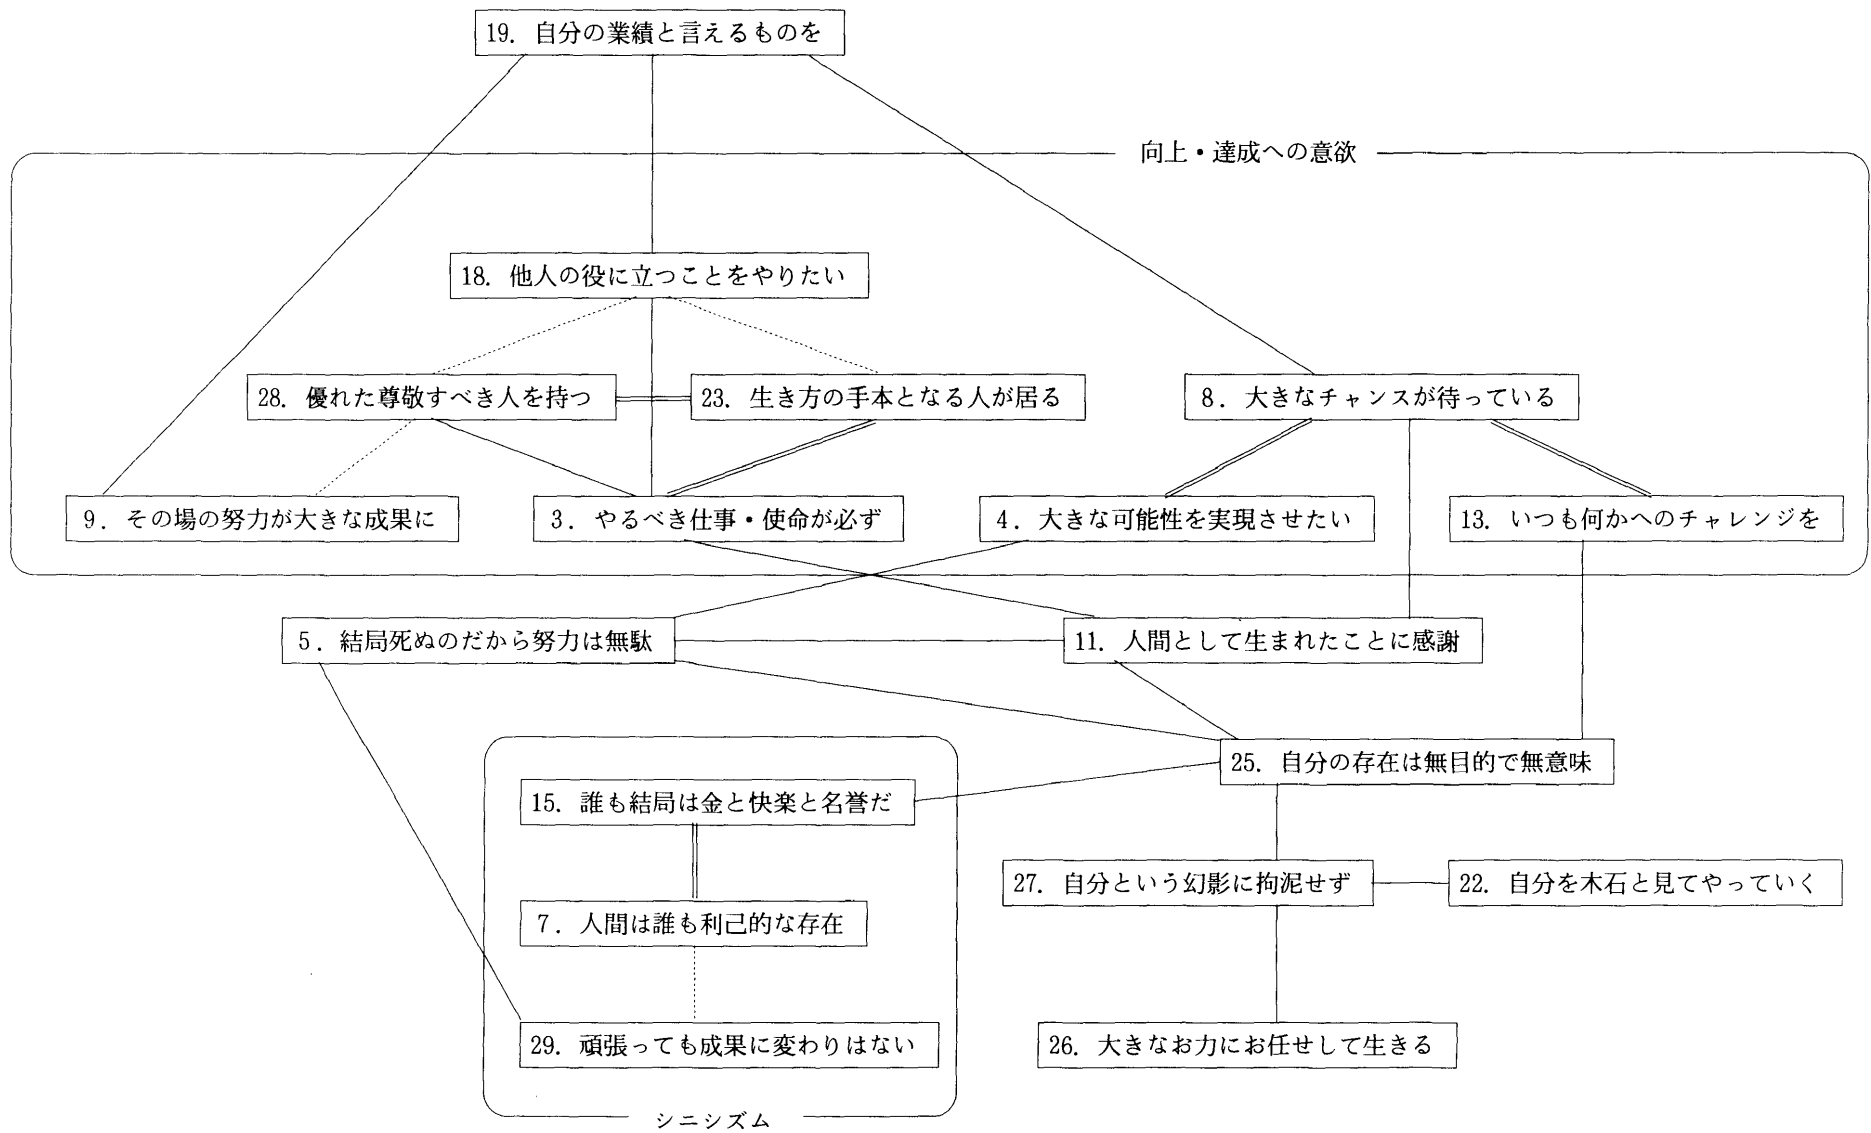 19. 自分の業績と言えるものを
向上・達成への意欲
18. 他人の役に立つことをやりたい
28. 優れた尊敬すべき人を持つ
23. 生き方の手本となる人が居る
8. 大きなチャンスが待っている
9. その場の努力が大きな成果に
3. やるべき仕事・使命が必ず
4. 大きな可能性を実現させたい
13. いつも何かへのチャレンジを
5. 結局死ぬのだから努力は無駄
11. 人間として生まれたことに感謝
25. 自分の存在は無目的で無意味
15. 誰も結局は金と快楽と名誉だ
27. 自分という幻影に拘泥せず
22. 自分を木石と見てやっていく
7. 人間は誰も利己的な存在
29. 頑張っても成果に変わりはない
26. 大きなお力にお任せして生きる
シニシズム